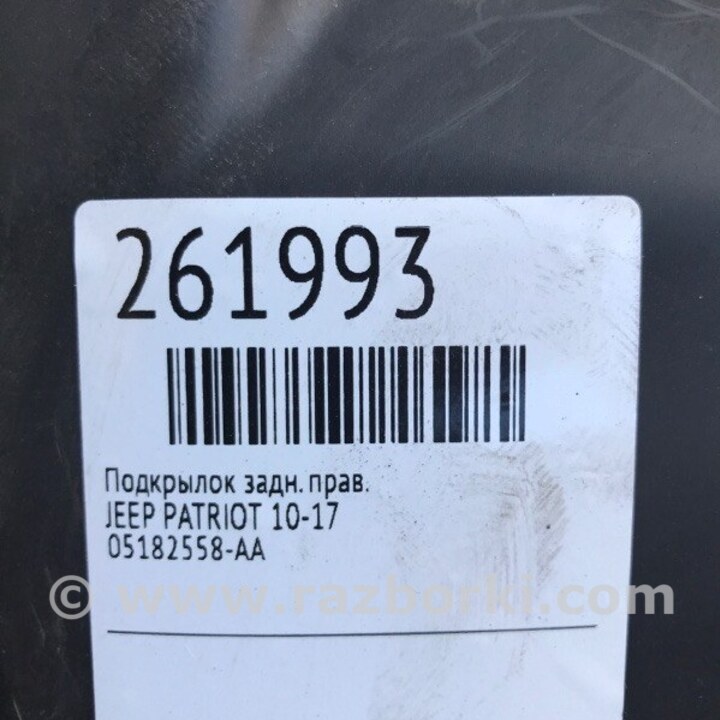 261993
Подкрылок задн. прав.
JEEP PATRIOT 10-17
05182558-AA
© www.razborki.com